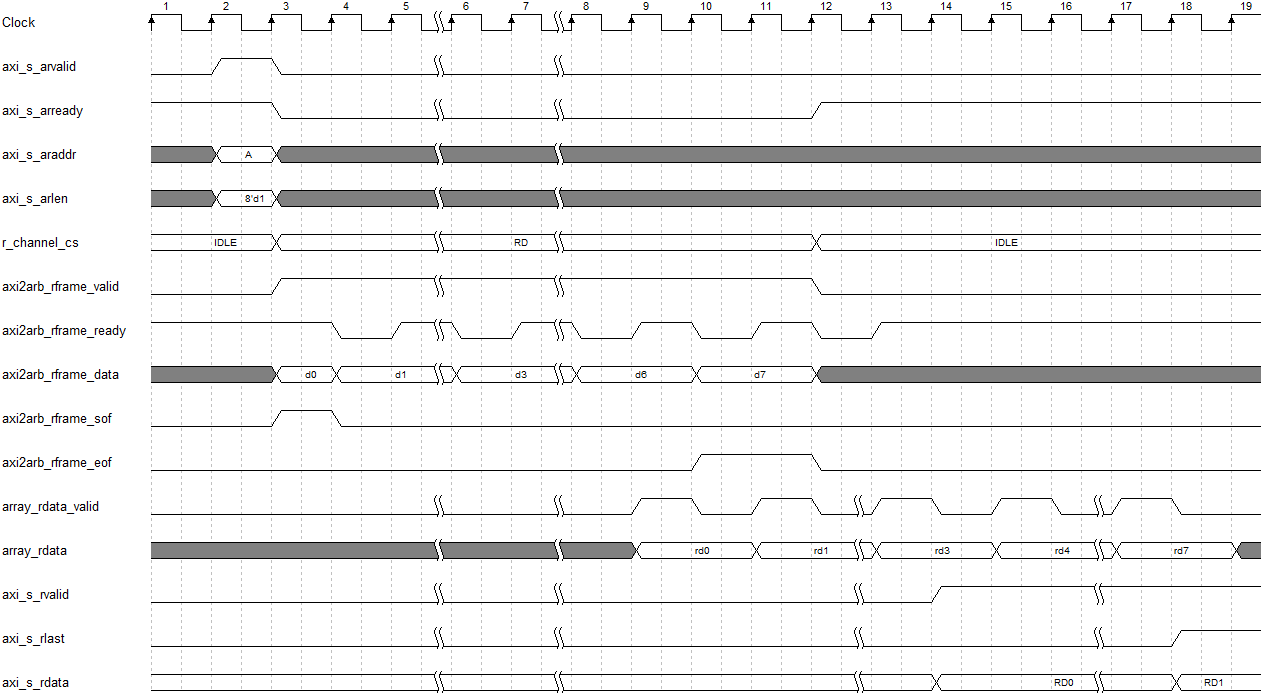 1 2 3 4 5 6 7 8 9 10 11 12 13 14 15 16 17 18 19
Clock
axi_s_arvalid
axi_s_arready
axi_s_araddr A
axi_s_arlen 8'd1
r_channel_cs IDLE RD IDLE
axi2arb_rframe_valid
axi2arb_rframe_ready
axi2arb_rframe_data d0 d1 d3 d6 d7
axi2arb_rframe_sof
axi2arb_rframe_eof
array_rdata_valid
array_rdata rd0 rd1 rd3 rd4 rd7
axi_s_rvalid
axi_s_rlast
axi_s_rdata RD0 RD1